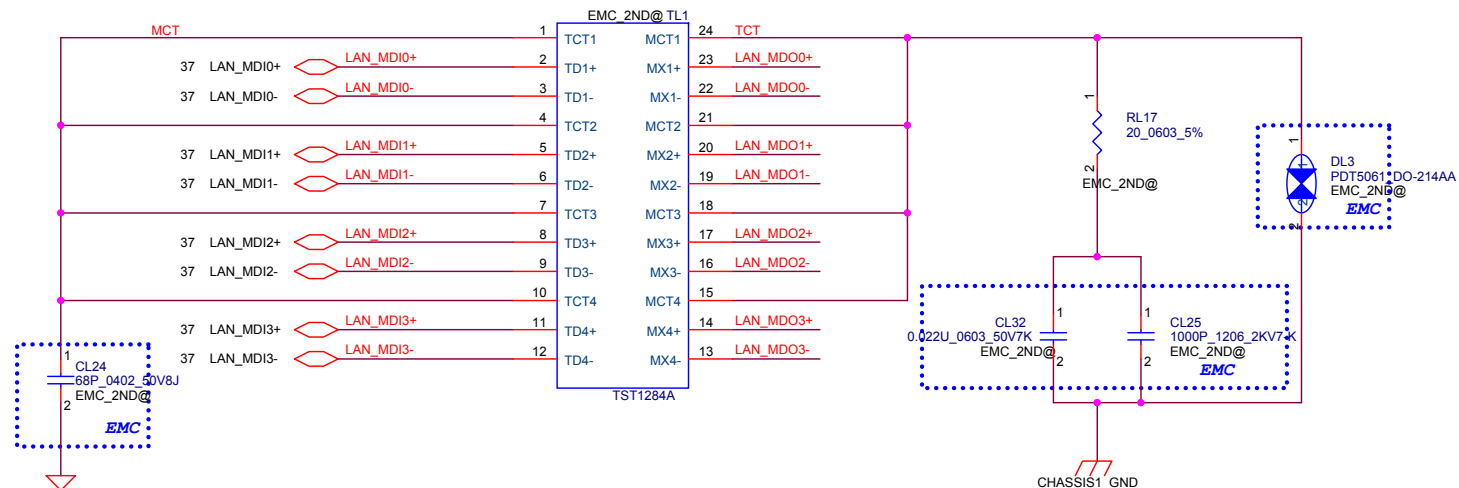 EMC_2ND@ TL1
MCT 1 TCT1 MCT1 24 TCT
37 LAN_MDI0+ LAN_MDI0+ 2 TD1+ MX1+ 23 LAN_MDO0+
37 LAN_MDI0- LAN_MDI0- 3 TD1- MX1- 22 LAN_MDO0-
4 TCT2 MCT2 21
37 LAN_MDI1+ LAN_MDI1+ 5 TD2+ MX2+ 20 LAN_MDO1+
37 LAN_MDI1- LAN_MDI1- 6 TD2- MX2- 19 LAN_MDO1-
7 TCT3 MCT3 18
37 LAN_MDI2+ LAN_MDI2+ 8 TD3+ MX3+ 17 LAN_MDO2+
37 LAN_MDI2- LAN_MDI2- 9 TD3- MX3- 16 LAN_MDO2-
10 TCT4 MCT4 15
37 LAN_MDI3+ LAN_MDI3+ 11 TD4+ MX4+ 14 LAN_MDO3+
37 LAN_MDI3- LAN_MDI3- 12 TD4- MX4- 13 LAN_MDO3-
TST1284A
1
CL24
68P_0402_50V8J
EMC_2ND@
2
EMC
1
RL17
20_0603_5%
2
EMC_2ND@
1
1
DL3
PDT5061_DO-214AA
EMC_2ND@
2
EMC
2
1
CL32
0.022U_0603_50V7K
EMC_2ND@
2
1
CL25
1000P_1206_2KV7-K
EMC_2ND@
2
EMC
CHASSIS1_GND